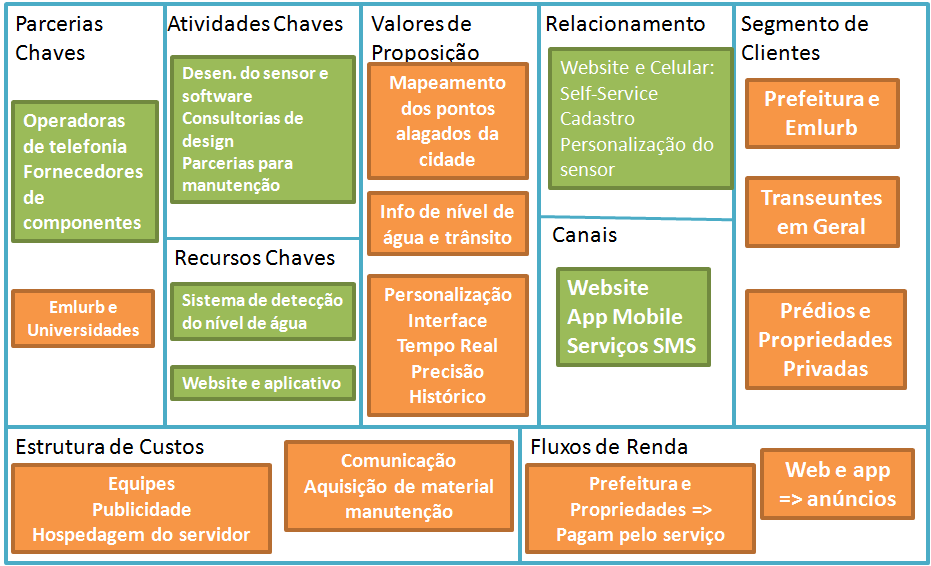 Parcerias
Chaves
Operadoras
de telefonia
Fornecedores
de
componentes
Emlurb e
Universidades
Atividades Chaves
Desen. do sensor e
software
Consultorias de
design
Parcerias para
manutenção
Recursos Chaves
Sistema de detecção
do nível de água
Website e aplicativo
Valores de
Proposição
Mapeamento
dos pontos
alagados da
cidade
Info de nível de
água e trânsito
Personalização
Interface
Tempo Real
Precisão
Histórico
Relacionamento
Website e Celular:
Self-Service
Cadastro
Personalização do
sensor
Canais
Website
App Mobile
Serviços SMS
Segmento de
Clientes
Prefeitura e
Emlurb
Transeuntes
em Geral
Prédios e
Propriedades
Privadas
Estrutura de Custos
Equipes
Publicidade
Hospedagem do servidor
Comunicação
Aquisição de material
manutenção
Fluxos de Renda
Prefeitura e
Propriedades =>
Pagam pelo serviço
Web e app
=> anúncios